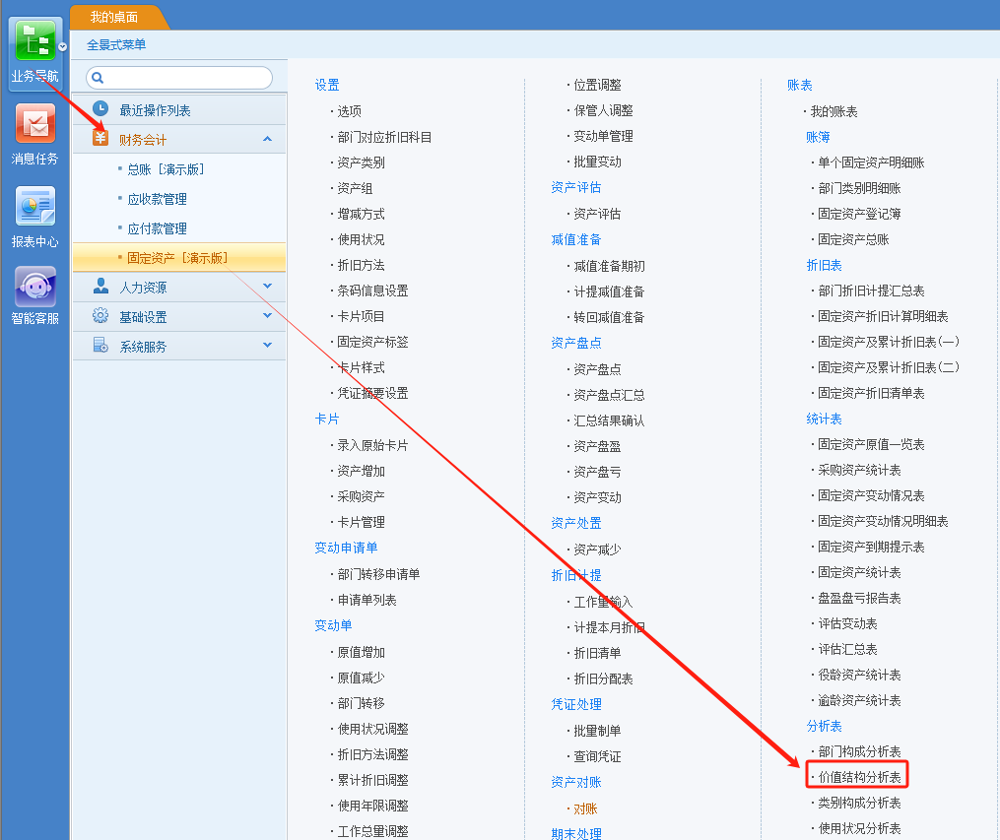 我的桌面
业务导航
消息任务
报表中心
智能客服
全景式菜单
最近操作列表
财务会计
总账 [演示版]
应收款管理
应付款管理
固定资产 [演示版]
人力资源
基础设置
系统服务
设置
·选项
·部门对应折旧科目
·资产类别
·资产组
·增减方式
·使用状况
·折旧方法
·条码信息设置
·卡片项目
·固定资产标签
·卡片样式
·凭证摘要设置
卡片
·录入原始卡片
·资产增加
·采购资产
·卡片管理
变动申请单
·部门转移申请单
·申请单列表
变动单
·原值增加
·原值减少
·部门转移
·使用状况调整
·折旧方法调整
·累计折旧调整
·使用年限调整
·工作总量调整
·位置调整
·保管人调整
·变动单管理
·批量变动
资产评估
·资产评估
减值准备
·减值准备期初
·计提减值准备
·转回减值准备
资产盘点
·资产盘点
·资产盘点汇总
·汇总结果确认
·资产盘盈
·资产盘亏
·资产变动
资产处置
·资产减少
折旧计提
·工作量输入
·计提本月折旧
·折旧清单
·折旧分配表
凭证处理
·批量制单
·查询凭证
资产对账
·对账
期末处理
账表
·我的账表
账簿
·单个固定资产明细账
·部门类别明细账
·固定资产登记簿
·固定资产总账
折旧表
·部门折旧计提汇总表
·固定资产折旧计算明细表
·固定资产及累计折旧表(一)
·固定资产及累计折旧表(二)
·固定资产折旧清单表
统计表
·固定资产原值一览表
·采购资产统计表
·固定资产变动情况表
·固定资产变动情况明细表
·固定资产到期提示表
·固定资产统计表
·盘盈盘亏报告表
·评估变动表
·评估汇总表
·役龄资产统计表
·逾龄资产统计表
分析表
·部门构成分析表
·价值结构分析表
·类别构成分析表
·使用状况分析表